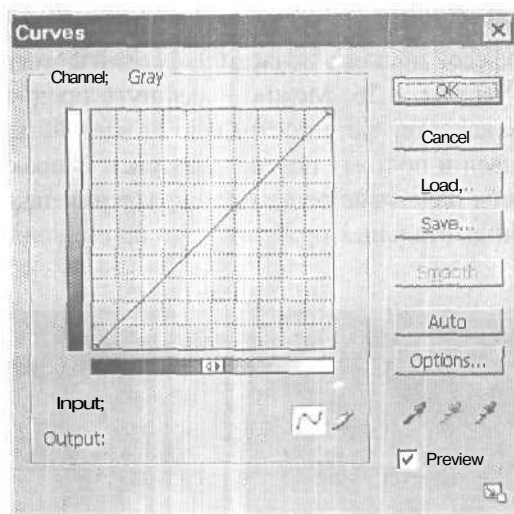 Curves
Channel; Gray
OK
Cancel
Load,..
Save...
Smooth
Auto
Options...
Input;
Output:
Preview